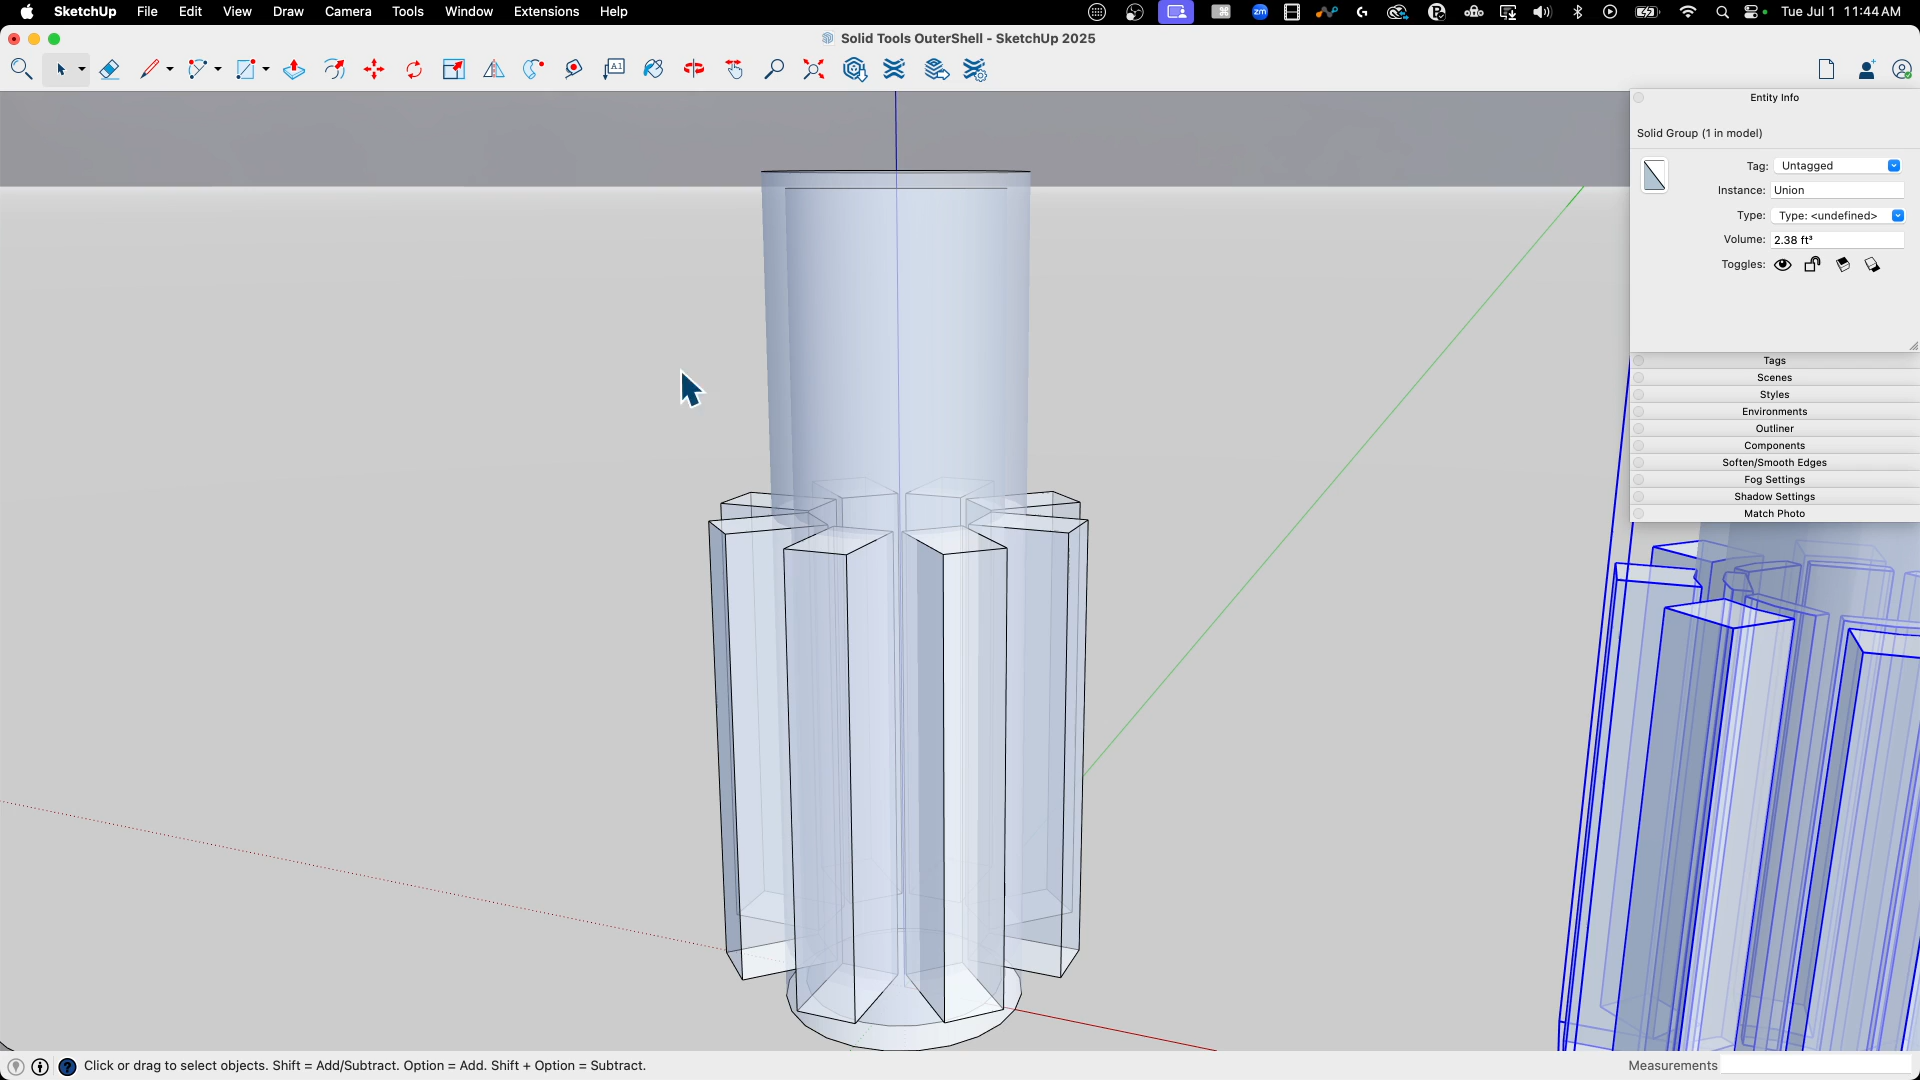 SketchUp File Edit View Draw Camera Tools Window Extensions Help
zm
Tue Jul 1 11:44 AM
Solid Tools OuterShell - SketchUp 2025
A1
Entity Info
Solid Group (1 in model)
Tag: Untagged
Instance: Union
Type: Type: <undefined>
Volume: 2.38 ft³
Toggles:
Tags
Scenes
Styles
Environments
Outliner
Components
Soften/Smooth Edges
Fog Settings
Shadow Settings
Match Photo
Click or drag to select objects. Shift = Add/Subtract. Option = Add. Shift + Option = Subtract.
Measurements